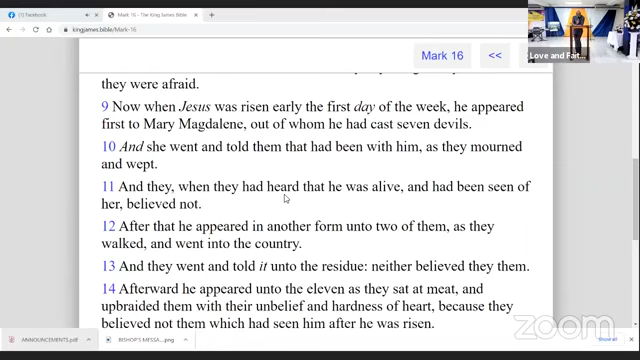 (1) Facebook
Mark 16 - The King James Bible
kingjames.bible/Mark-16
Mark 16
<<
Love and Fait...
they were afraid.
9 Now when Jesus was risen early the first day of the week, he appeared
first to Mary Magdalene, out of whom he had cast seven devils.
10 And she went and told them that had been with him, as they mourned
and wept.
11 And they, when they had heard that he was alive, and had been seen of
her, believed not.
12 After that he appeared in another form unto two of them, as they
walked, and went into the country.
13 And they went and told it unto the residue: neither believed they them.
14 Afterward he appeared unto the eleven as they sat at meat, and
upbraided them with their unbelief and hardness of heart, because they
believed not them which had seen him after he was risen.
zoom
ANNOUNCEMENTS.pdf
BISHOP'S MESSA....png
Show all